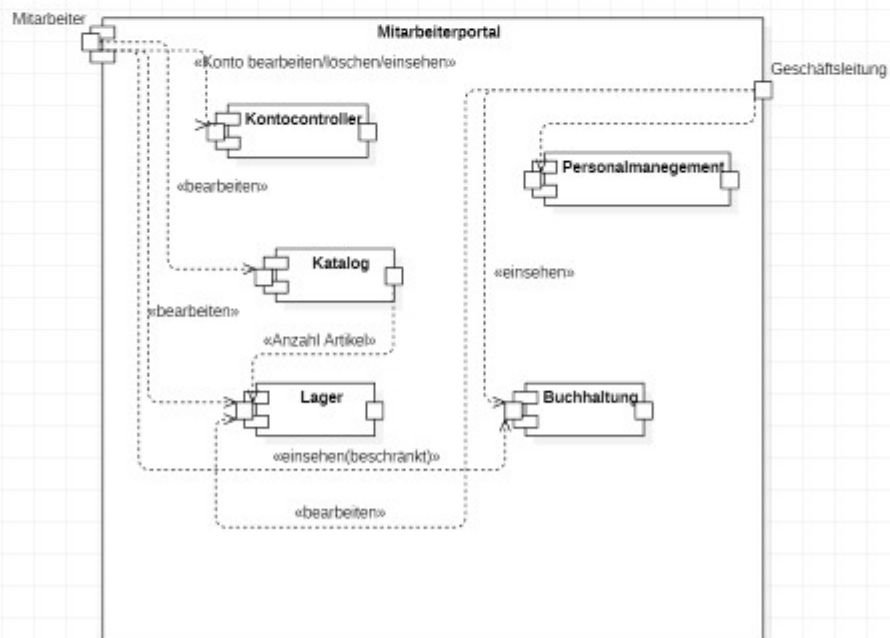 Mitarbeiter
Mitarbeiterportal
«Konto bearbeiten/löschen/einsehen»
Geschäftsleitung
Kontocontroller
Personalmanegement
«bearbeiten»
Katalog
«einsehen»
«bearbeiten»
«Anzahl Artikel»
Lager
Buchhaltung
«einsehen(beschränkt)»
«bearbeiten»